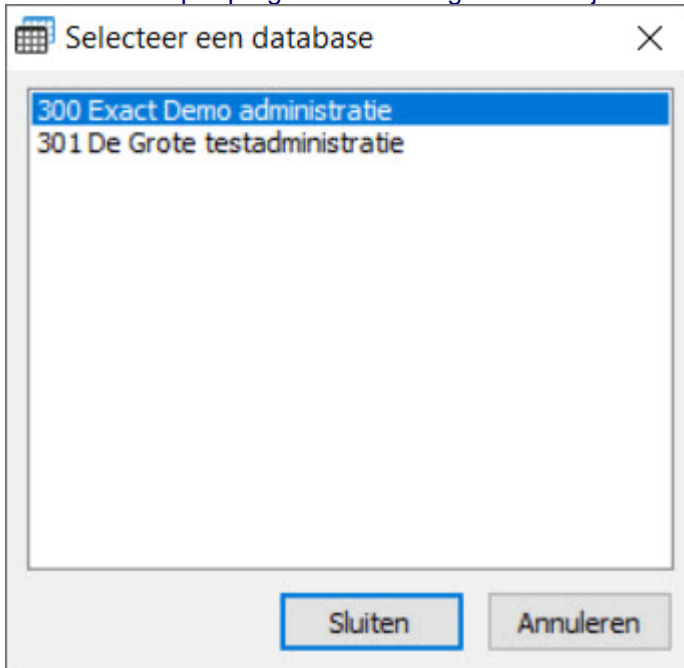 Selecteer een database
300 Exact Demo administratie
301 De Grote testadministratie
Sluiten
Annuleren